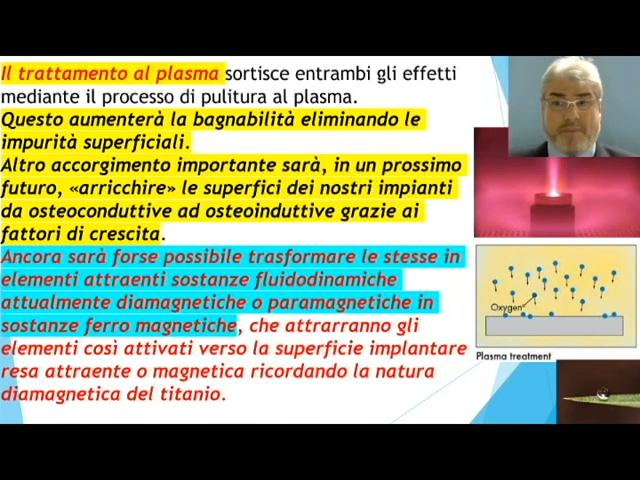 Il trattamento al plasma sortisce entrambi gli effetti
mediante il processo di pulitura al plasma.
Questo aumenterà la bagnabilità eliminando le
impurità superficiali.
Altro accorgimento importante sarà, in un prossimo
futuro, «arricchire» le superfici dei nostri impianti
da osteoconduttive ad osteoinduttive grazie ai
fattori di crescita.
Ancora sarà forse possibile trasformare le stesse in
elementi attraenti sostanze fluidodinamiche
attualmente diamagnetiche o paramagnetiche in
sostanze ferro magnetiche, che attrarranno gli
elementi così attivati verso la superficie implantare
resa attraente o magnetica ricordando la natura
diamagnetica del titanio.
Oxygen
Plasma treatment